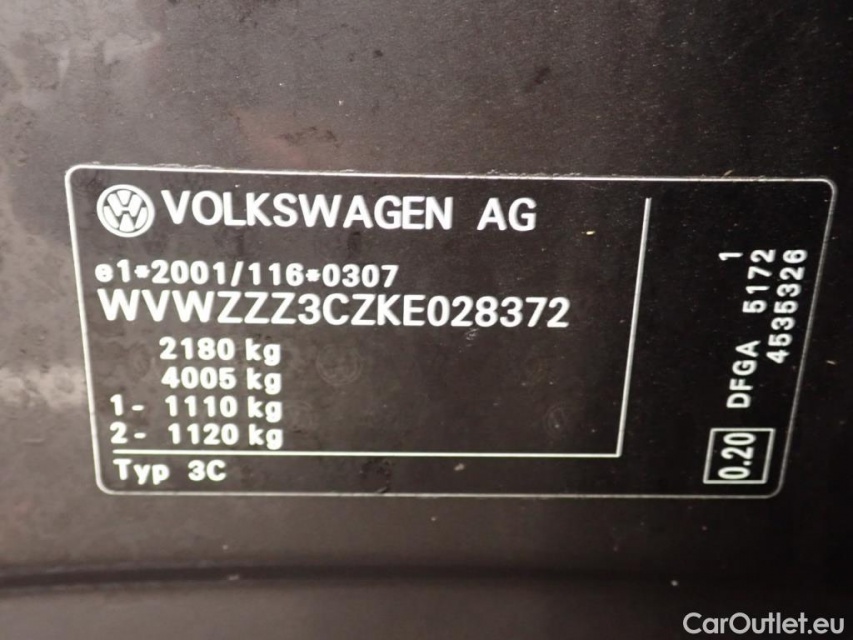 VOLKSWAGEN AG
e1*2001/116*0307
WVWZZZ3CZKE028372
2180 kg
4005 kg
1- 1110 kg
2- 1120 kg
Typ 3C
0.20 DFGA 5172 1
4535326
CarOutlet.eu